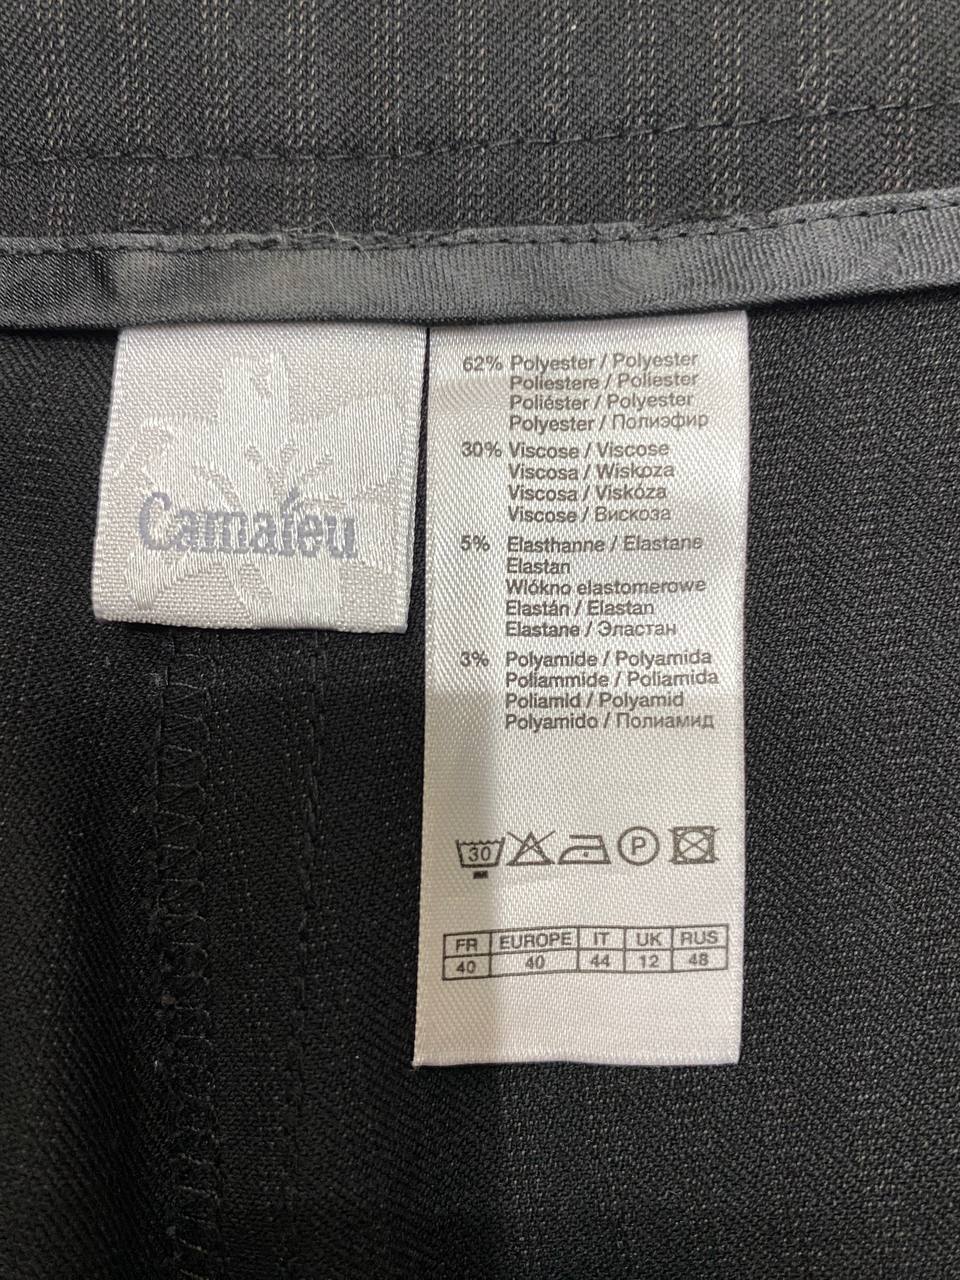 Camaïeu
62% Polyester / Polyester
Poliestere / Poliester
Poliéster / Polyester
Polyester / Полиэфир
30% Viscose / Viscose
Viscosa / Wiskoza
Viscosa / Viskóza
Viscose / Вискоза
5% Elasthanne / Elastane
Elastan
Wlókno elastomerowe
Elastán / Elastan
Elastane / Эластан
3% Polyamide / Polyamida
Poliammide / Poliamida
Poliamid / Polyamid
Polyamido / Полиамид
30 P
FR EUROPE IT UK RUS
40 40 44 12 48